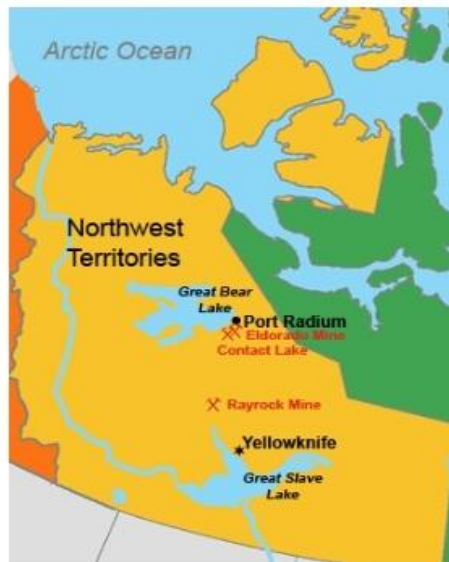 Arctic Ocean
Northwest
Territories
Great Bear
Lake
Port Radium
Eldorado Mine
Contact Lake
Rayrock Mine
Yellowknife
Great Slave
Lake